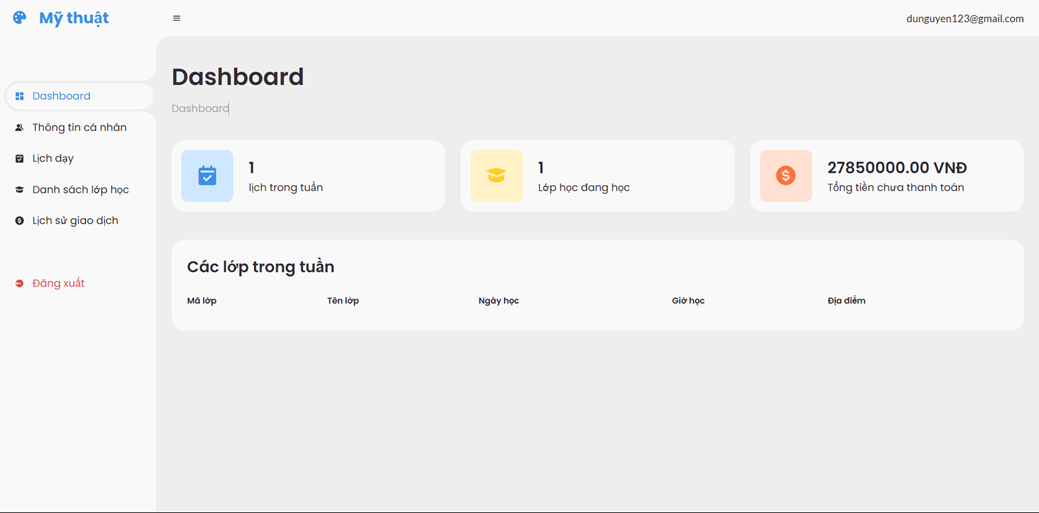 Mỹ thuật
dunguyen123@gmail.com
Dashboard
Thông tin cá nhân
Lịch dạy
Danh sách lớp học
Lịch sử giao dịch
Đăng xuất
Dashboard
Dashboard
1
lịch trong tuần
1
Lớp học đang học
27850000.00 VNĐ
Tổng tiền chưa thanh toán
Các lớp trong tuần
Mã lớp Tên lớp Ngày học Giờ học Địa điểm